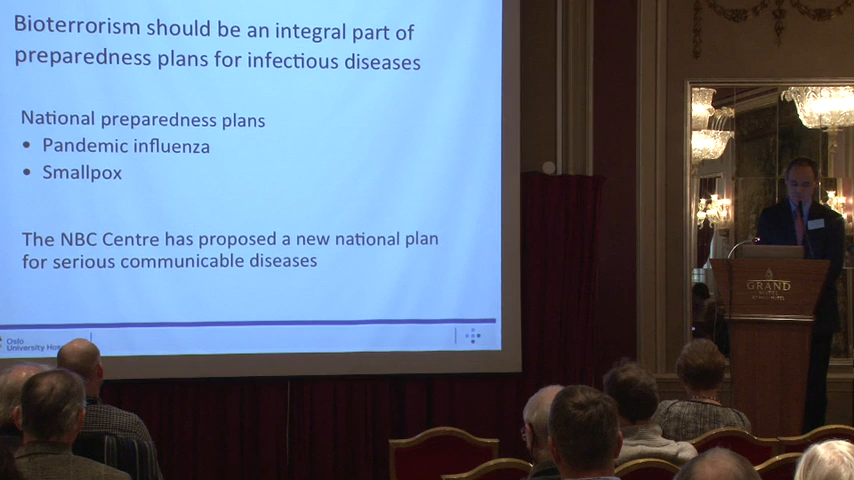 Bioterrorism should be an integral part of
preparedness plans for infectious diseases
National preparedness plans
• Pandemic influenza
• Smallpox
The NBC Centre has proposed a new national plan
for serious communicable diseases
Oslo
University
GRAND